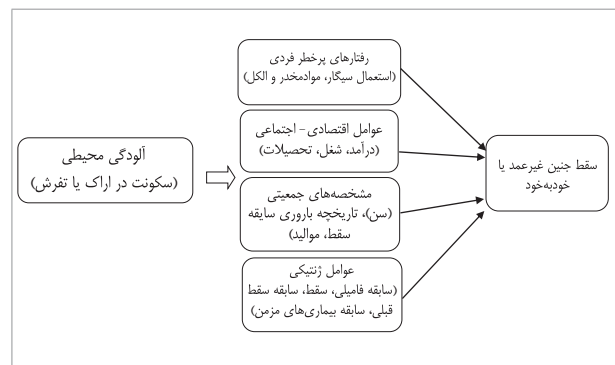 رفتارهای پرخطر فردی
(استعمال سیگار، موادمخدر و الکل)
عوامل اقتصادی - اجتماعی
(درآمد، شغل، تحصیلات)
مشخصه‌های جمعیتی
(سن)، تاریخچه باروری سایقه
سقط، موالید)
عوامل ژنتیکی
(سابقه فامیلی، سقط، سابقه سقط
قبلی، سابقه بیماری‌های مزمن)
آلودگی محیطی
(سکونت در اراک یا تفرش)
سقط جنین غیرعمد یا
خودبه‌خود